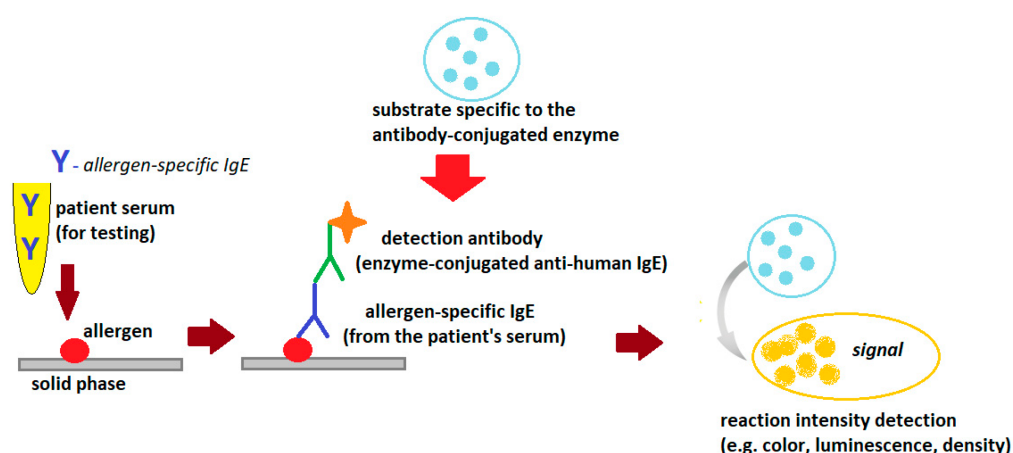 substrate specific to the
antibody-conjugated enzyme
Y - allergen-specific IgE
Y
Y
patient serum
(for testing)
detection antibody
(enzyme-conjugated anti-human IgE)
allergen
allergen-specific IgE
(from the patient's serum)
solid phase
signal
reaction intensity detection
(e.g. color, luminescence, density)